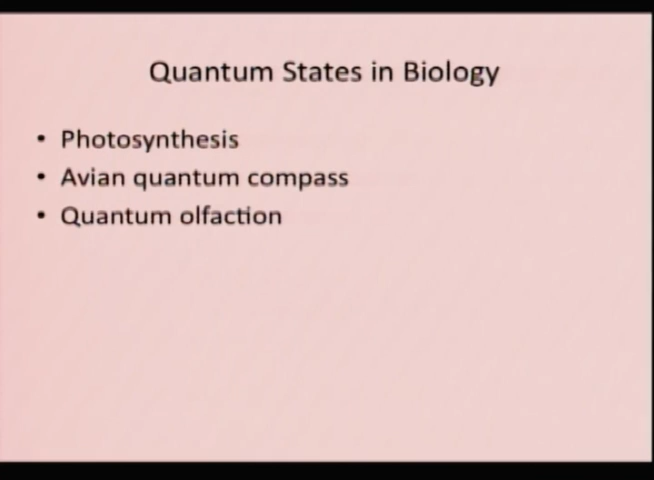 Quantum States in Biology
• Photosynthesis
• Avian quantum compass
• Quantum olfaction